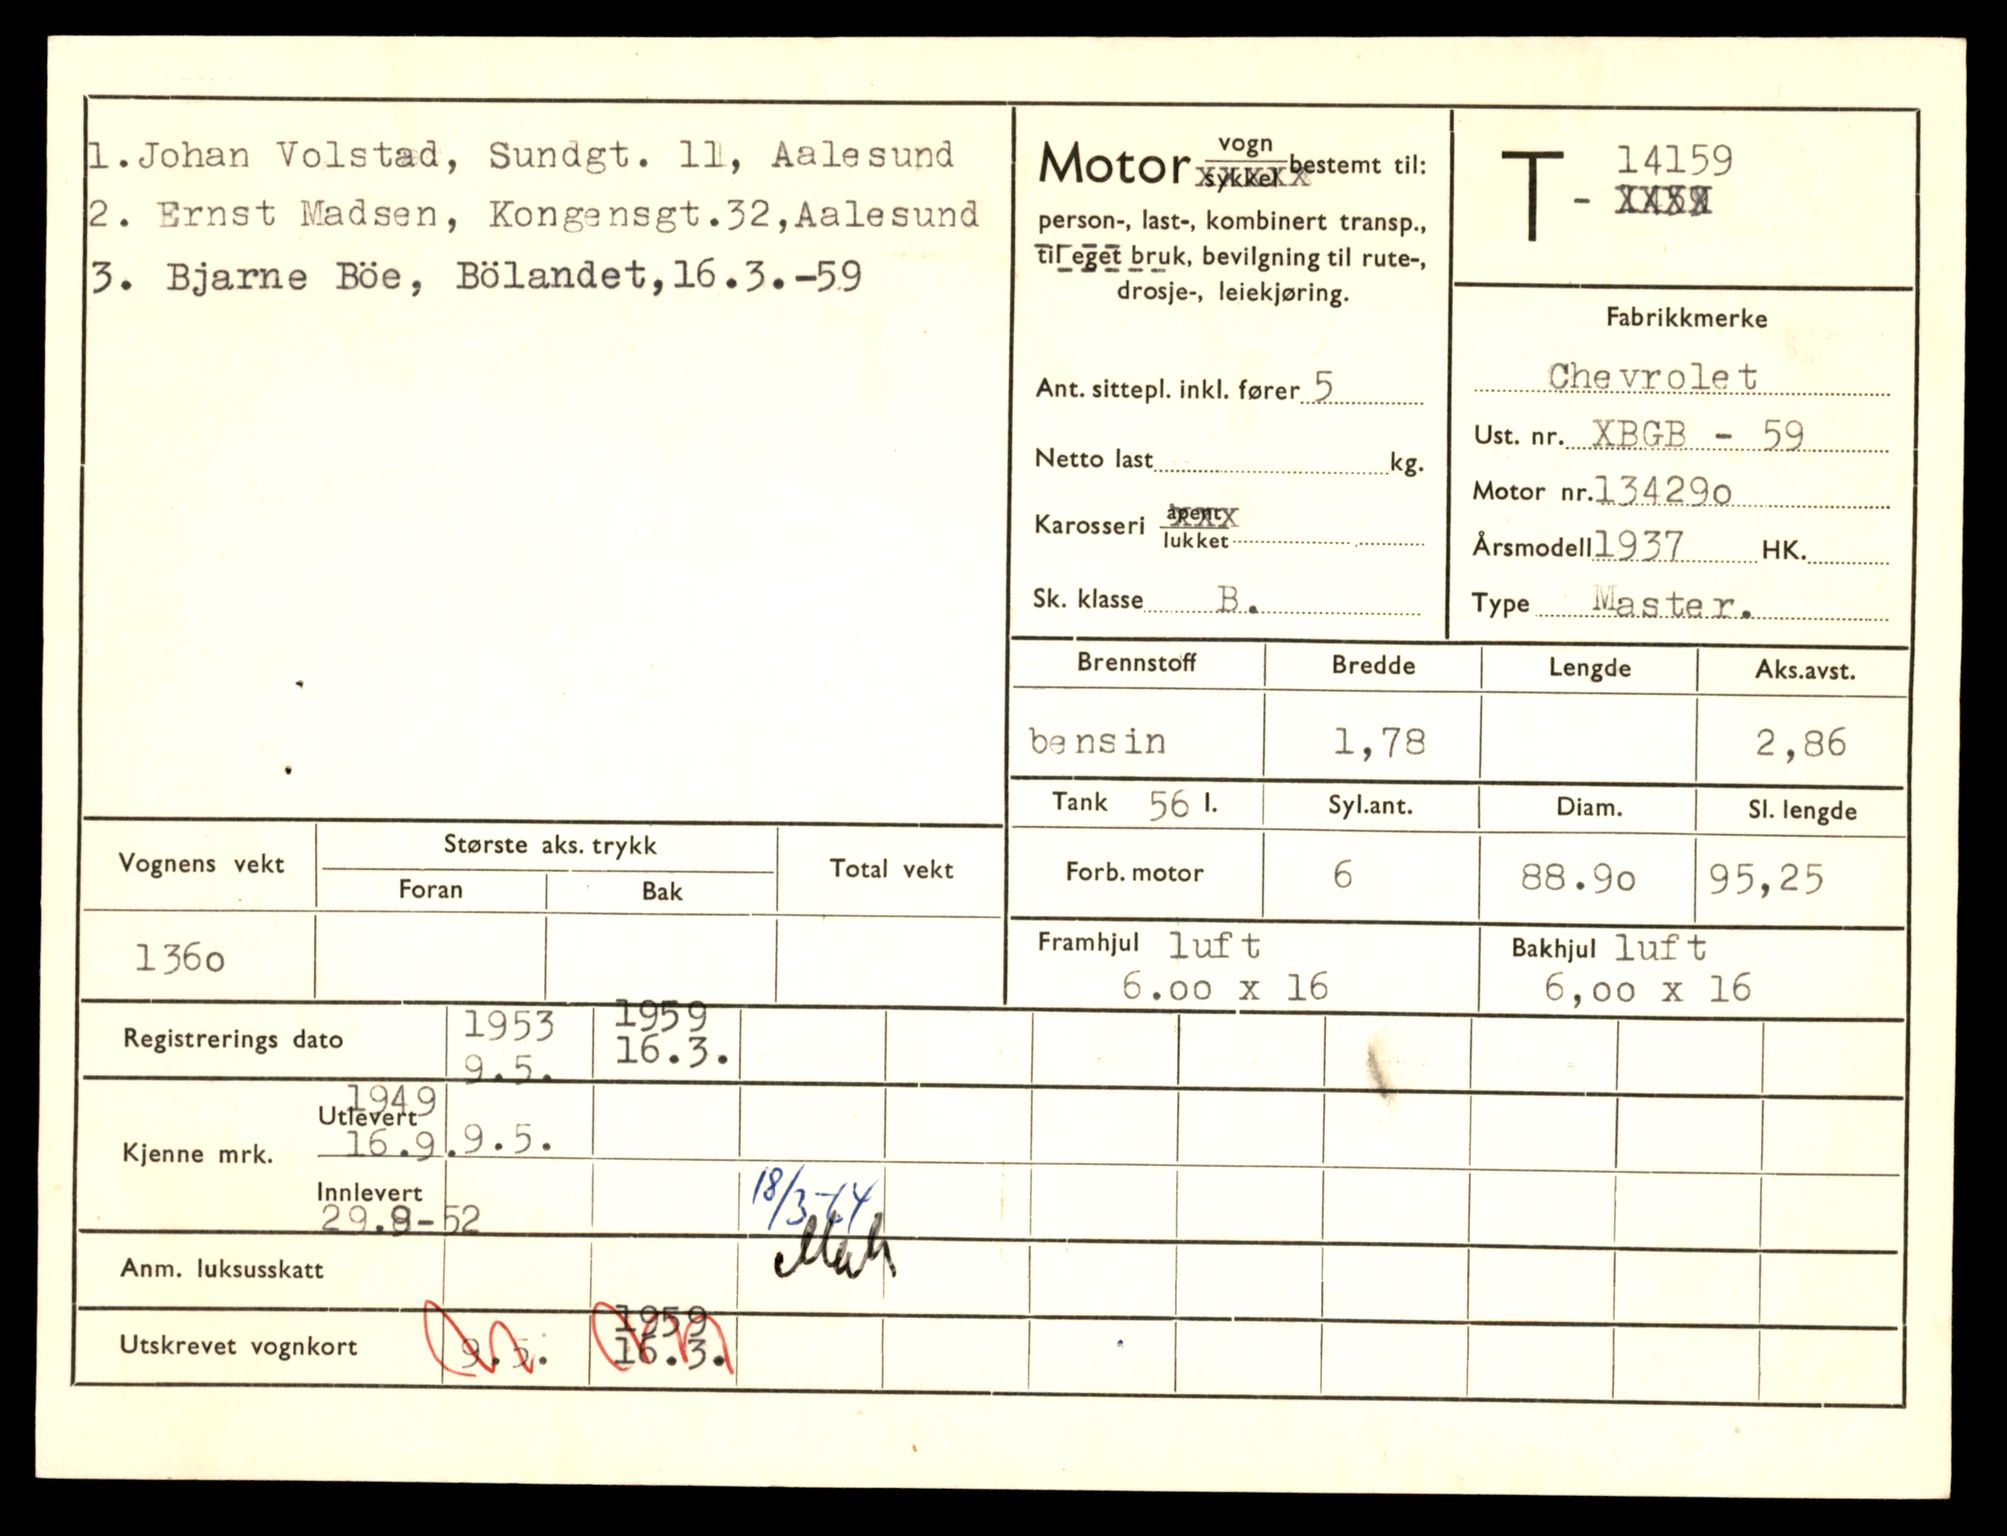 1.Johan Volstad, Sundgt. 11, Aalesund
2. Ernst Madsen, Kongensgt.32,Aalesund
3. Bjarne Böe, Bölandet,16.3.-59
Motor vogn
sykkel bestemt til:
person-, last-, kombinert transp.,
til eget bruk, bevilgning til rute-,
drosje-, leiekjøring.
Ant. sittepl. inkl. fører 5
Netto last kg.
Karosseri åpent
lukket
Sk. klasse B.
T - 14159
Fabrikkmerke
Chevrolet
Ust. nr. XBGB - 59
Motor nr. 13429o
Årsmodell 1937 HK.
Type Master.
Brennstoff Bredde Lengde Aks.avst.
bensin 1,78 2,86
Tank 56 l. Syl.ant. Diam. Sl. lengde
Forb. motor 6 88.9o 95,25
Framhjul luft
6.oo x 16
Bakhjul luft
6,oo x 16
Vognens vekt Største aks. trykk Total vekt
Foran Bak
136o
Registrerings dato 1953 1959
9.5. 16.3.
Kjenne mrk. Utlevert 1949
16.9. 9.5.
Innlevert 18/3-64
29.9-52
Anm. luksusskatt
Utskrevet vognkort 9.5. 1959
16.3.